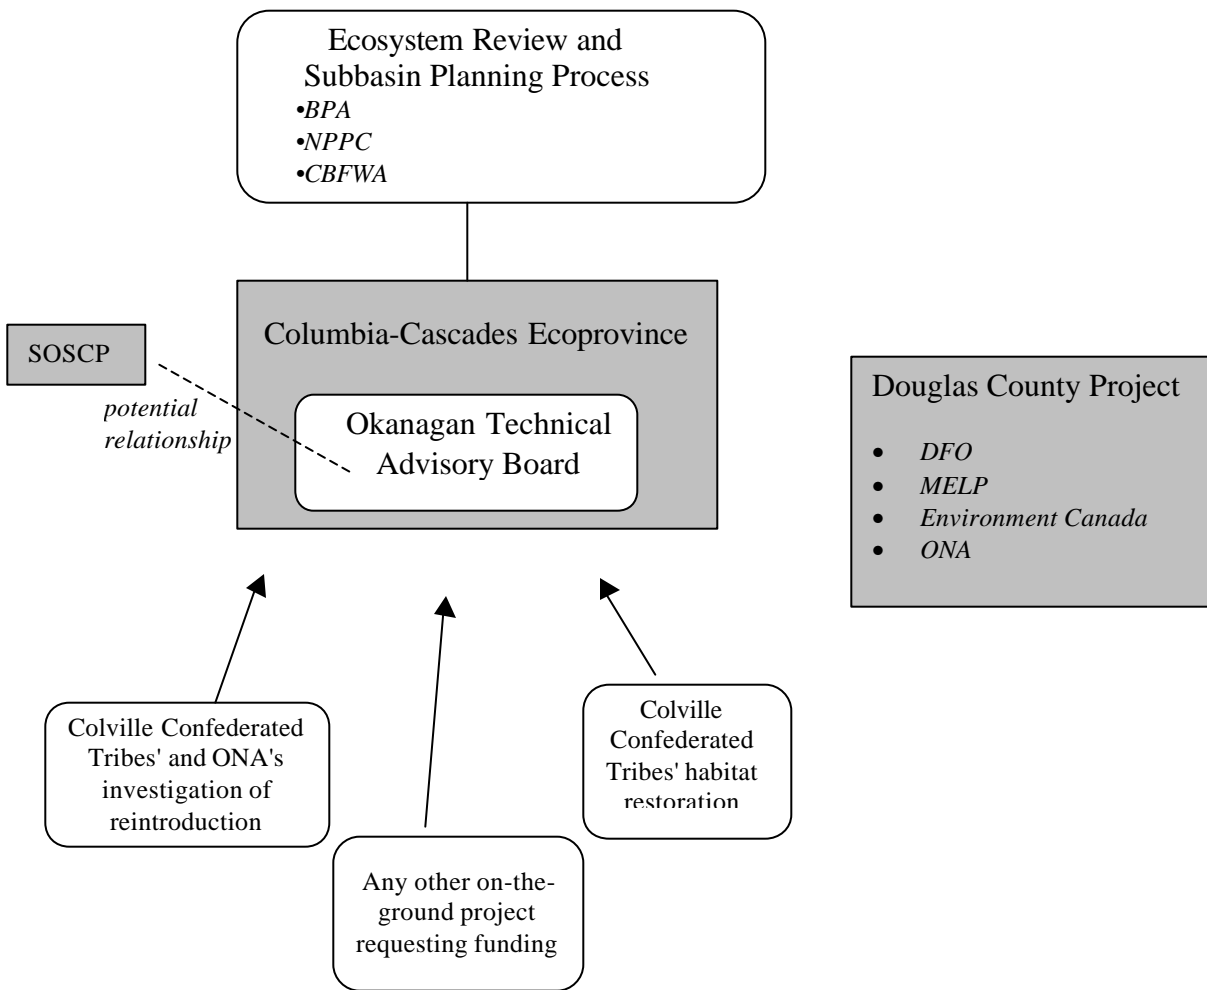 Ecosystem Review and
Subbasin Planning Process
•BPA
•NPPC
•CBFWA
SOSCP
potential
relationship
Columbia-Cascades Ecoprovince
Okanagan Technical
Advisory Board
Douglas County Project
• DFO
• MELP
• Environment Canada
• ONA
Colville Confederated
Tribes' and ONA's
investigation of
reintroduction
Any other on-the-
ground project
requesting funding
Colville
Confederated
Tribes' habitat
restoration